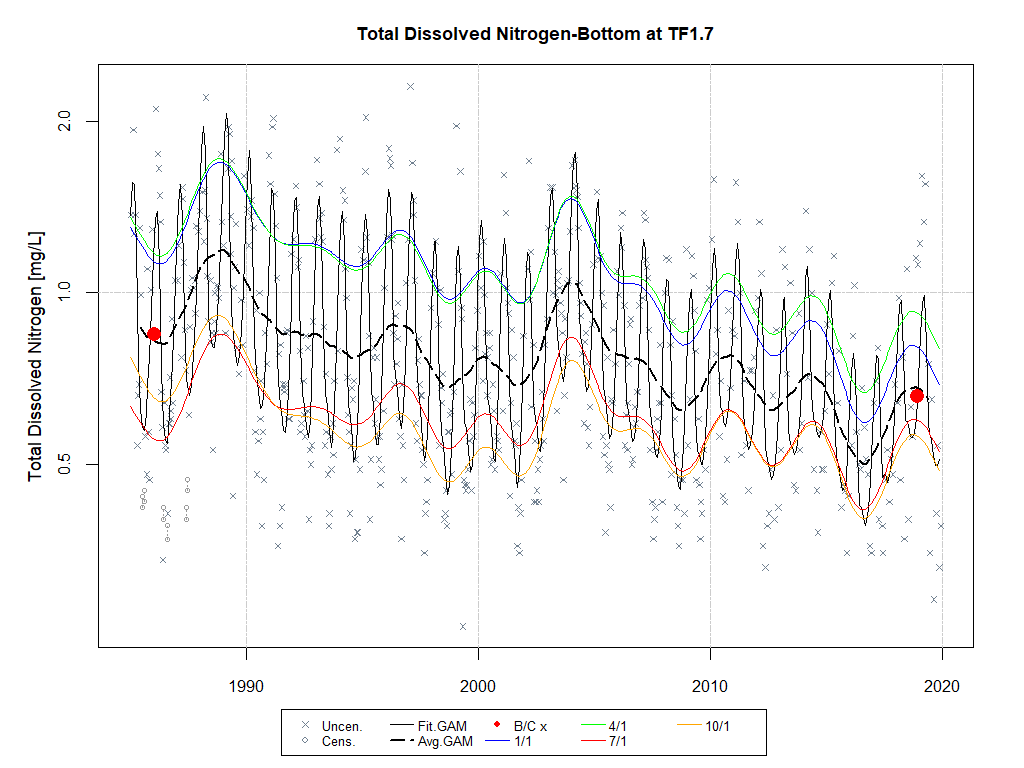 Total Dissolved Nitrogen-Bottom at TF1.7
Total Dissolved Nitrogen [mg/L]
2.0
1.0
0.5
1990 2000 2010 2020
Uncen. Fit.GAM B/C x 4/1 10/1
Cens. Avg.GAM 1/1 7/1